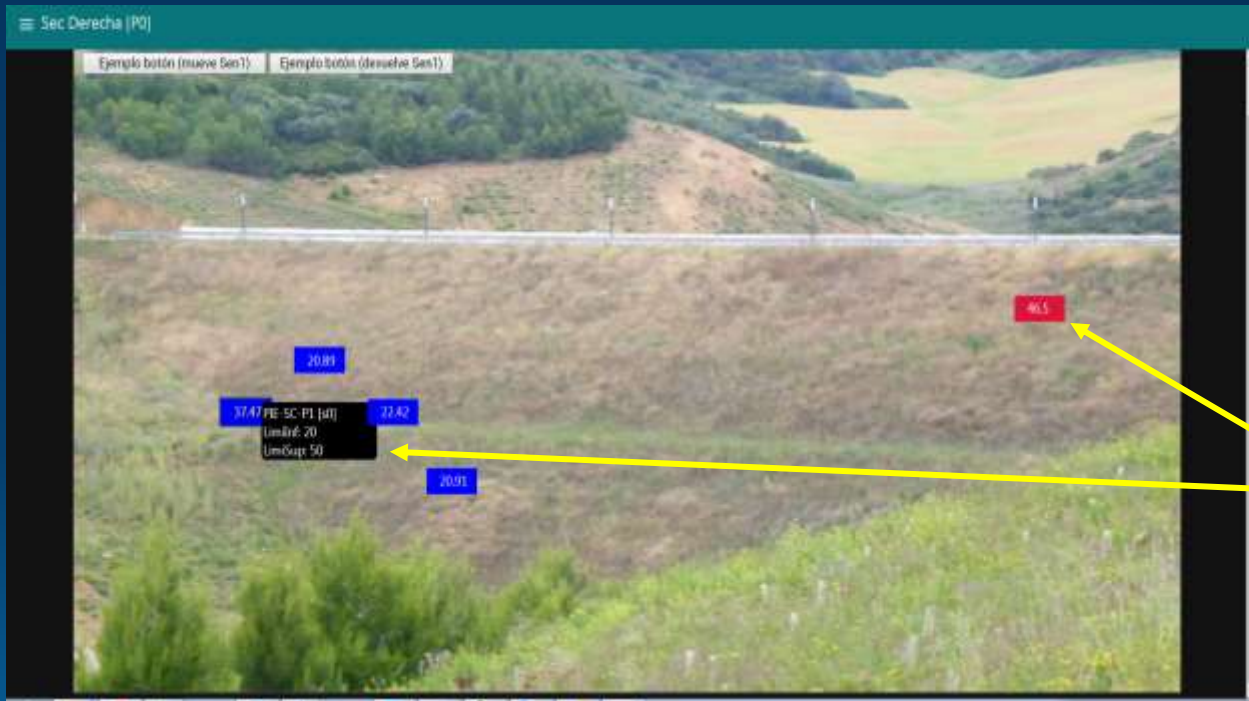 ≡ Sec Derecha [P0]
Ejemplo botón (mueve Sen1) Ejemplo botón (devuelve Sen1)
46.5
20.89
37.47 PIE-SC-P1 [s0] 22.42
LimiInf: 20
LimiSup: 50
20.91